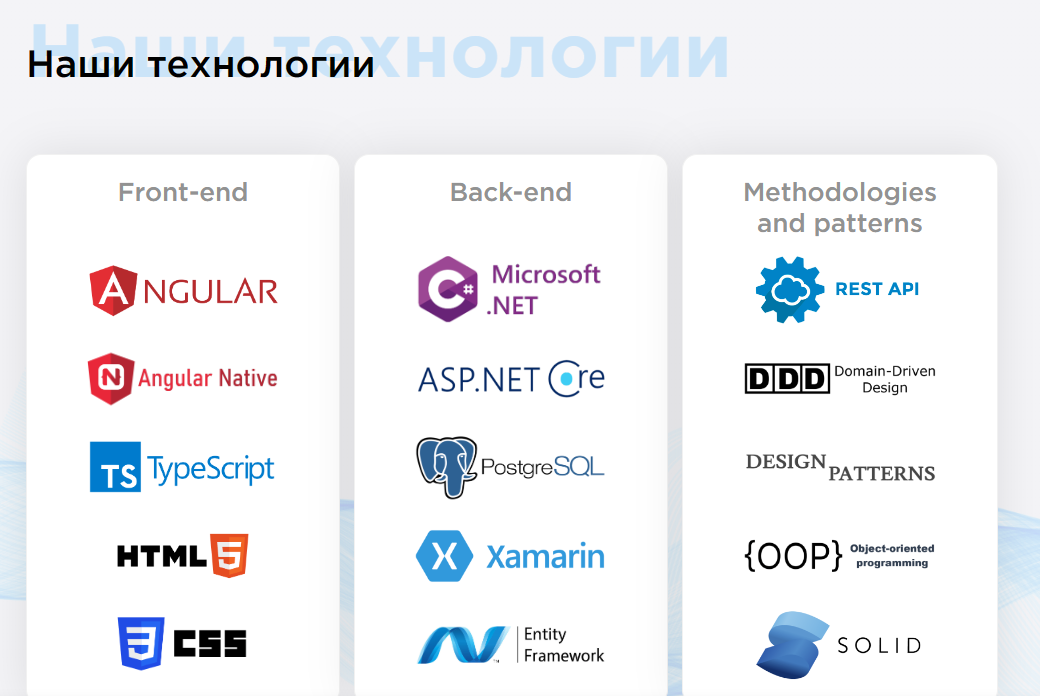 Наши технологии
Наши технологии
Front-end
ANGULAR
N Angular Native
TS TypeScript
HTML 5
3 CSS
Back-end
C# Microsoft
.NET
ASP.NET Core
PostgreSQL
X Xamarin
Entity
Framework
Methodologies
and patterns
REST API
DDD Domain-Driven
Design
DESIGN
PATTERNS
{OOP} Object-oriented
programming
SOLID